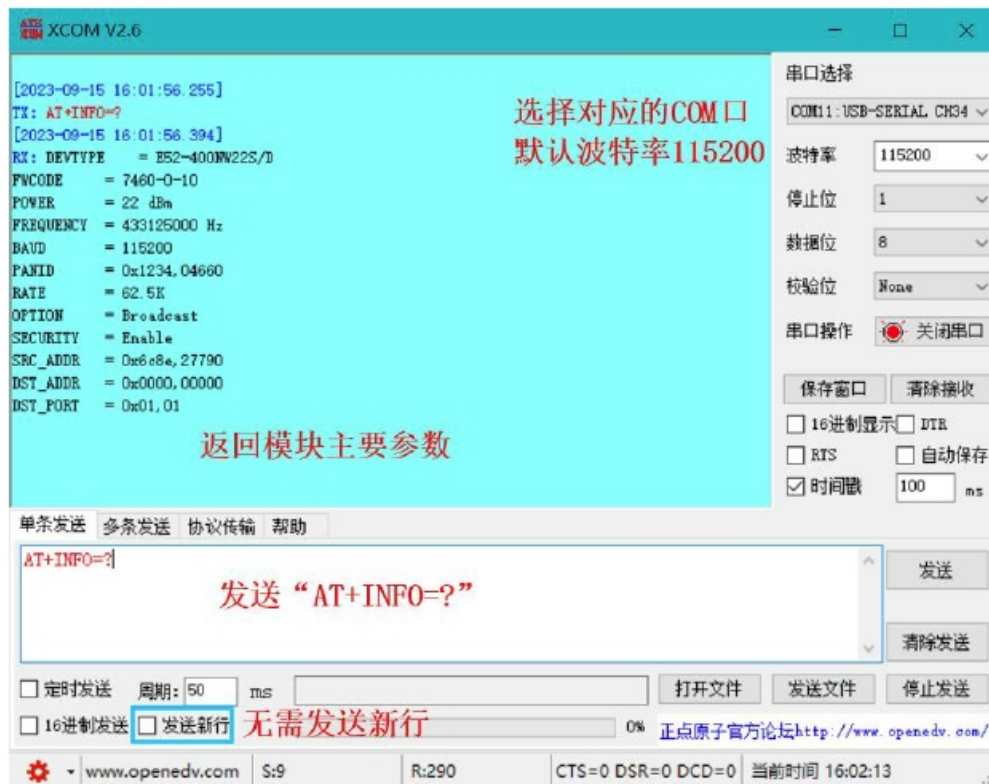 XCOM V2.6
[2023-09-15 16:01:56.255]
TX: AT+INFO=?
[2023-09-15 16:01:56.394]
RX: DEVTYPE = E52-400NW22S/D
FWCODE = 7460-0-10
POWER = 22 dBm
FREQUENCY = 433125000 Hz
BAUD = 115200
PANID = 0x1234,04660
RATE = 62.5K
OPTION = Broadcast
SECURITY = Enable
SRC_ADDR = 0x6c8e,27790
DST_ADDR = 0x0000,00000
DST_PORT = 0x01,01
选择对应的COM口
默认波特率115200
返回模块主要参数
串口选择
COM11:USB-SERIAL CH34
波特率 115200
停止位 1
数据位 8
校验位 None
串口操作 关闭串口
保存窗口 清除接收
16进制显示 DTR
RTS 自动保存
时间戳 100 ms
单条发送 多条发送 协议传输 帮助
AT+INFO=?
发送“AT+INFO=?”
发送
清除发送
定时发送 周期: 50 ms 打开文件 发送文件 停止发送
16进制发送 发送新行 无需发送新行 0% 正点原子官方论坛http://www.openedv.com/
www.openedv.com S:9 R:290 CTS=0 DSR=0 DCD=0 当前时间 16:02:13